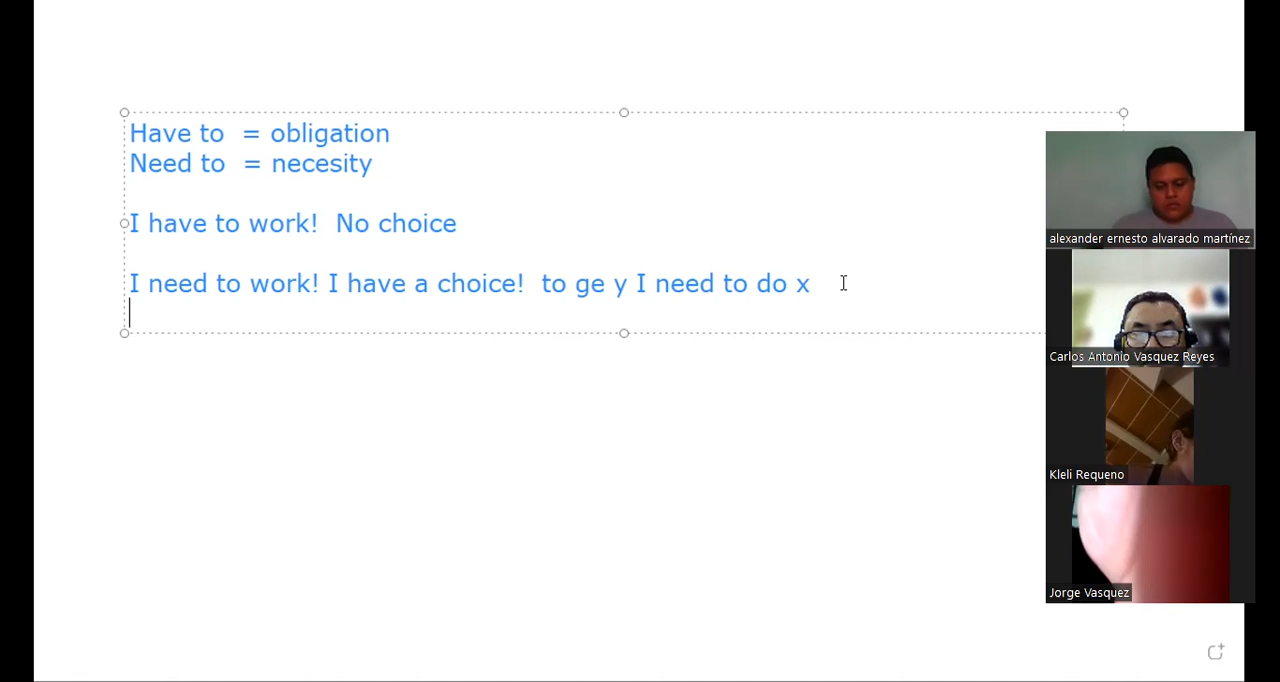 Have to = obligation
Need to = necesity
I have to work! No choice
I need to work! I have a choice! to ge y I need to do x
alexander ernesto alvarado martínez
Carlos Antonio Vasquez Reyes
Kleli Requeno
Jorge Vasquez